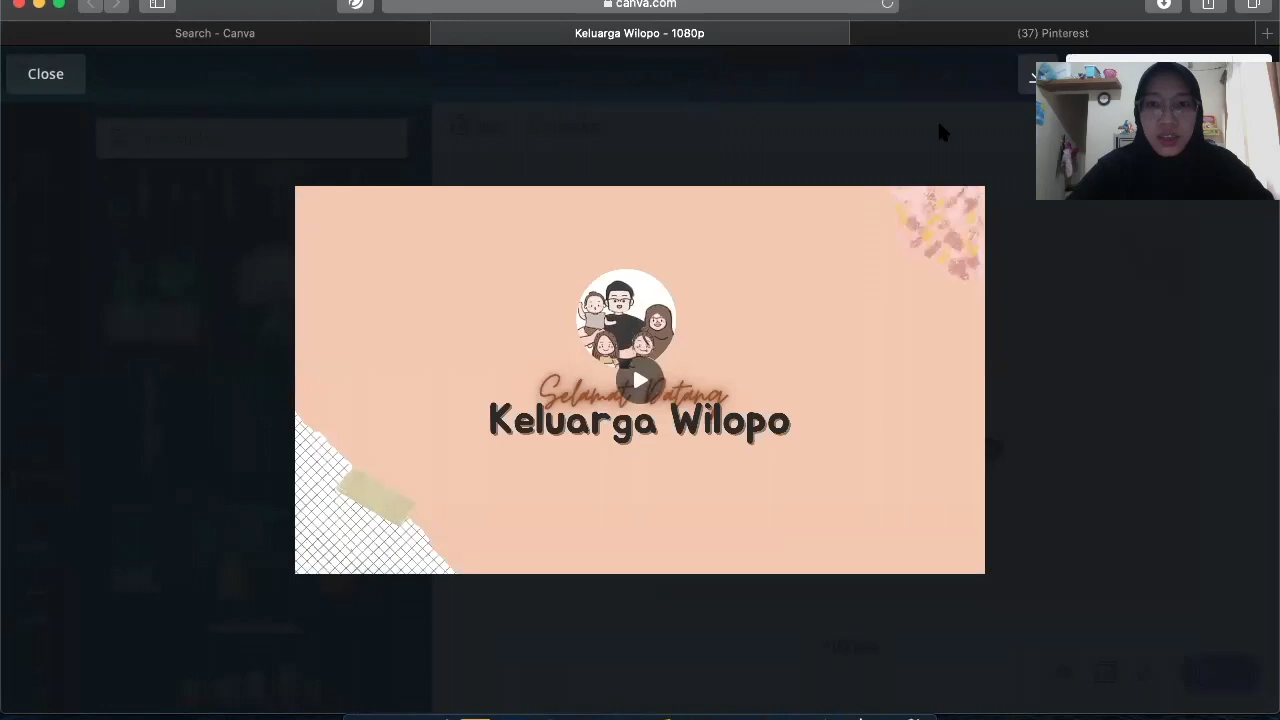 canva.com
Search - Canva
Keluarga Wilopo - 1080p
(37) Pinterest
Close
Selamat Datang
Keluarga Wilopo